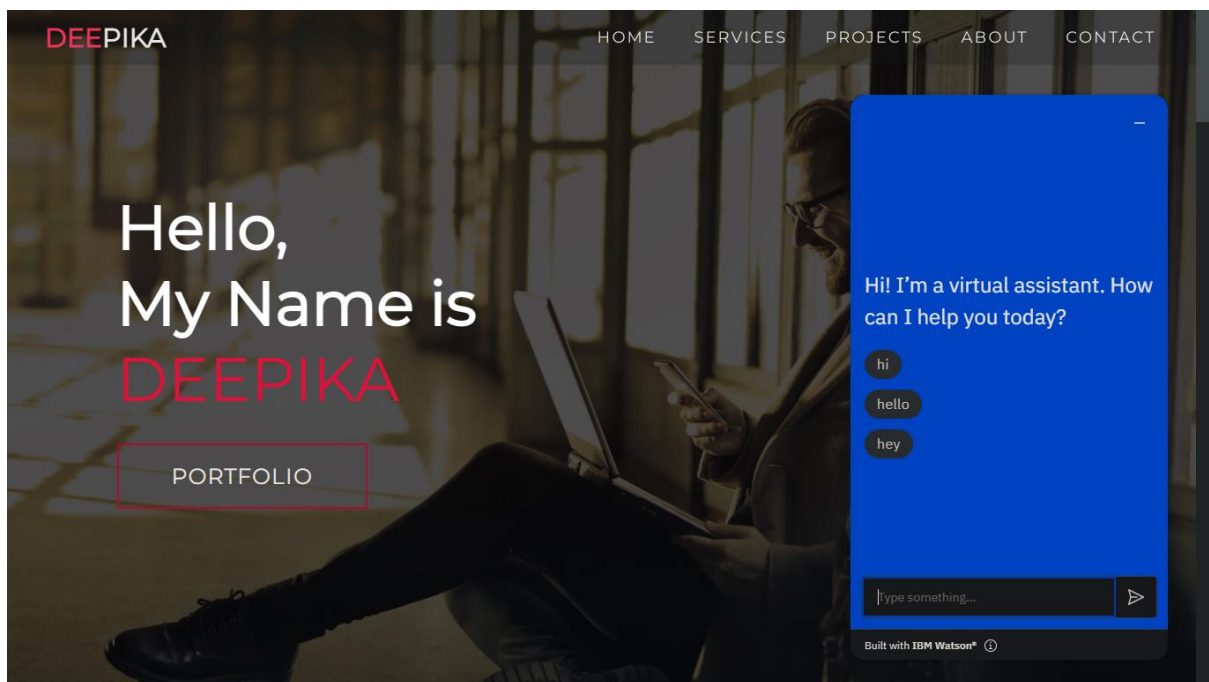 DEEPIKA
HOME SERVICES PROJECTS ABOUT CONTACT
Hello,
My Name is
DEEPIKA
PORTFOLIO
Hi! I'm a virtual assistant. How
can I help you today?
hi
hello
hey
Type something...
Built with IBM Watson®